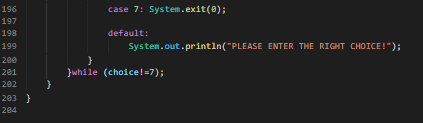 196 case 7: System.exit(0);
197
198 default:
199 System.out.println("PLEASE ENTER THE RIGHT CHOICE!");
200 }
201 }while (choice!=7);
202 }
203 }
204